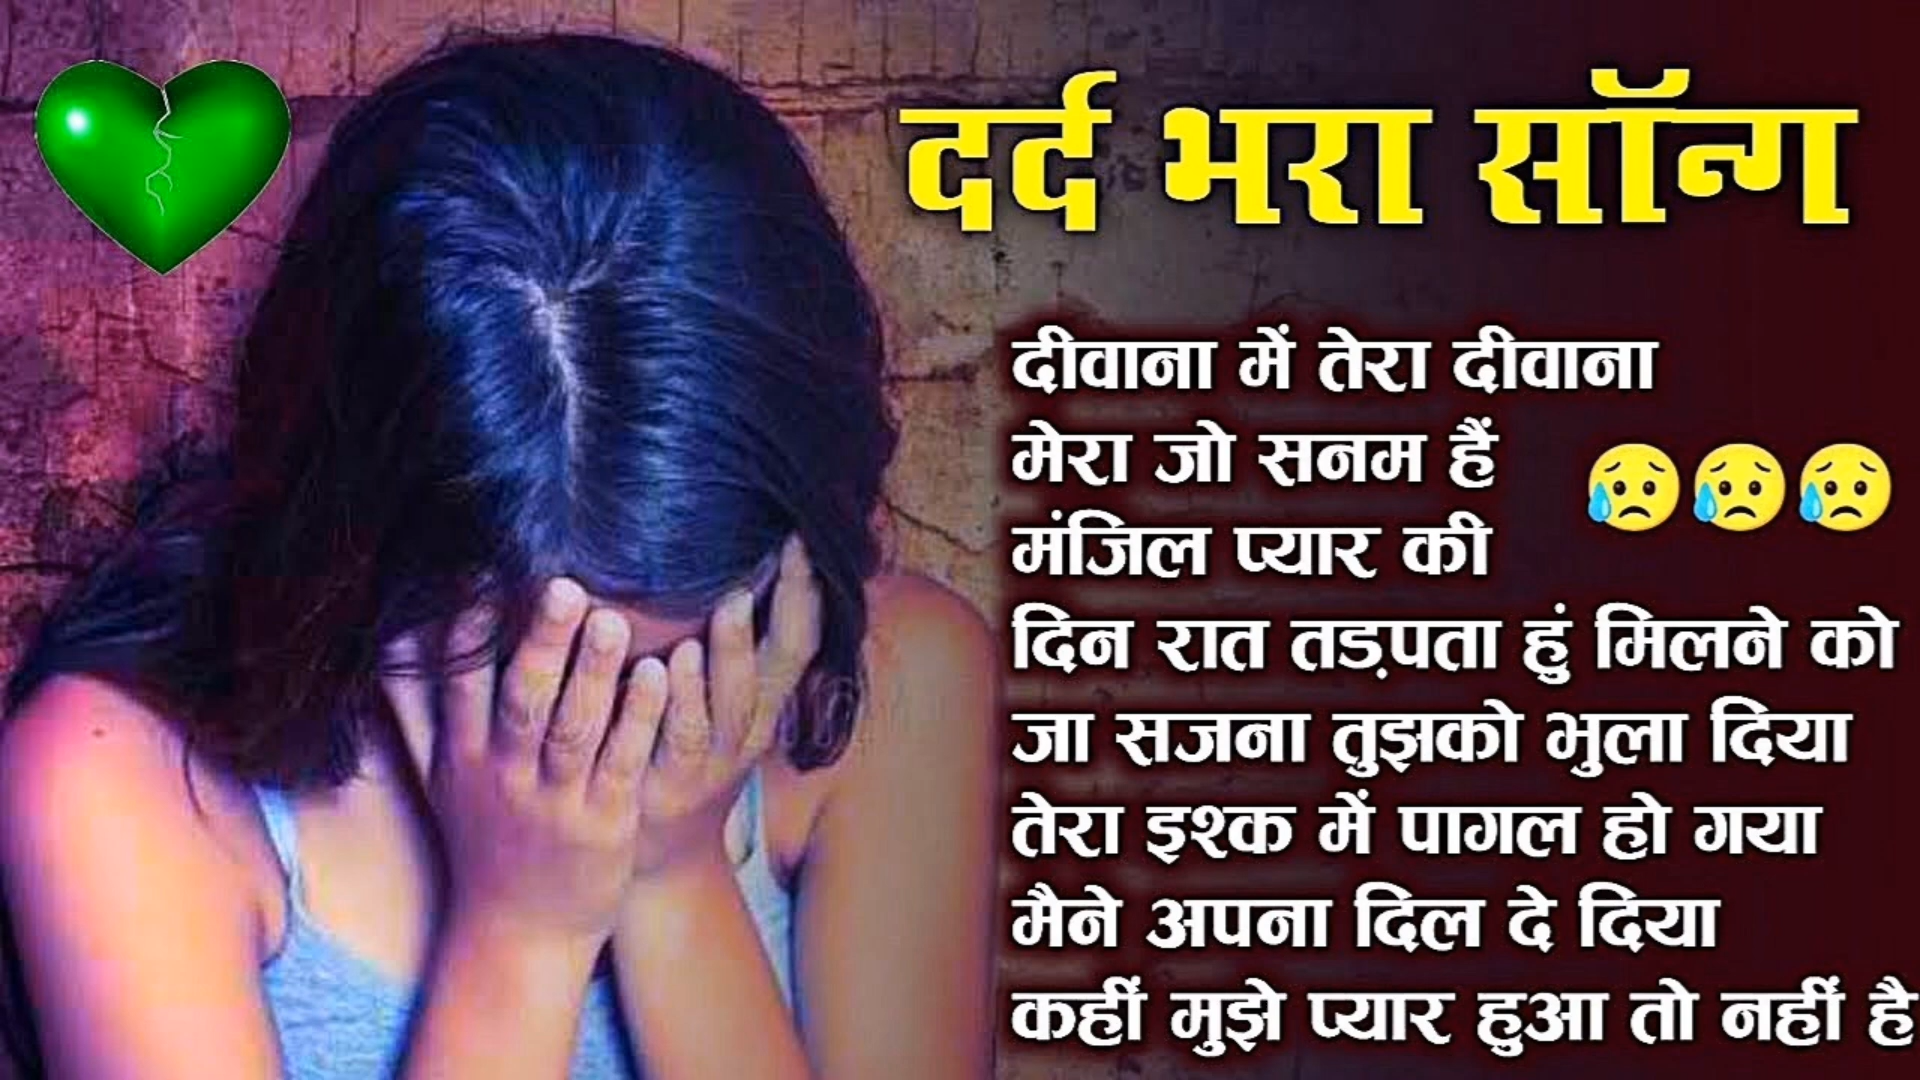 दर्द भरा सॉन्ग
दीवाना में तेरा दीवाना
मेरा जो सनम हैं
मंजिल प्यार की
दिन रात तड़पता हुं मिलने को
जा सजना तुझको भुला दिया
तेरा इश्क में पागल हो गया
मैने अपना दिल दे दिया
कहीं मुझे प्यार हुआ तो नहीं है